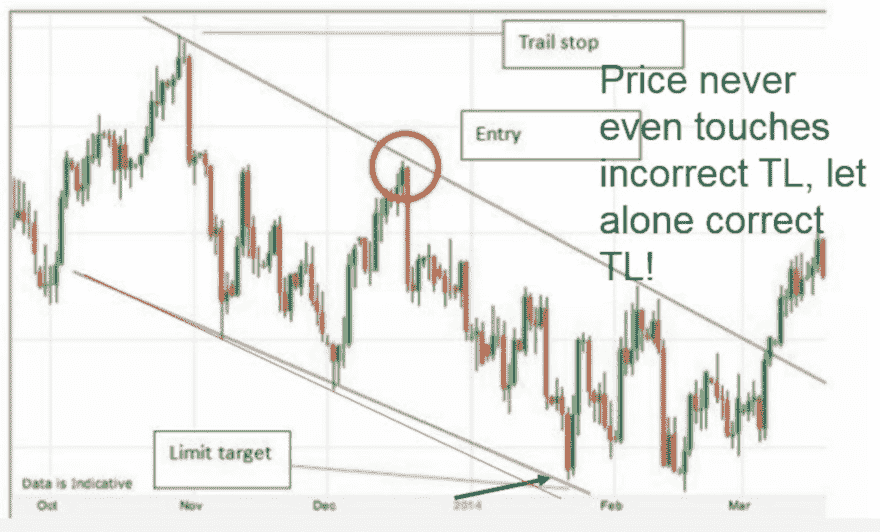 Trail stop
Price never
Entry
even touches
incorrect TL, let
alone correct
TL!
Limit target
Data is Indicative
Oct
Nov
Dec
2014
Feb
Mar